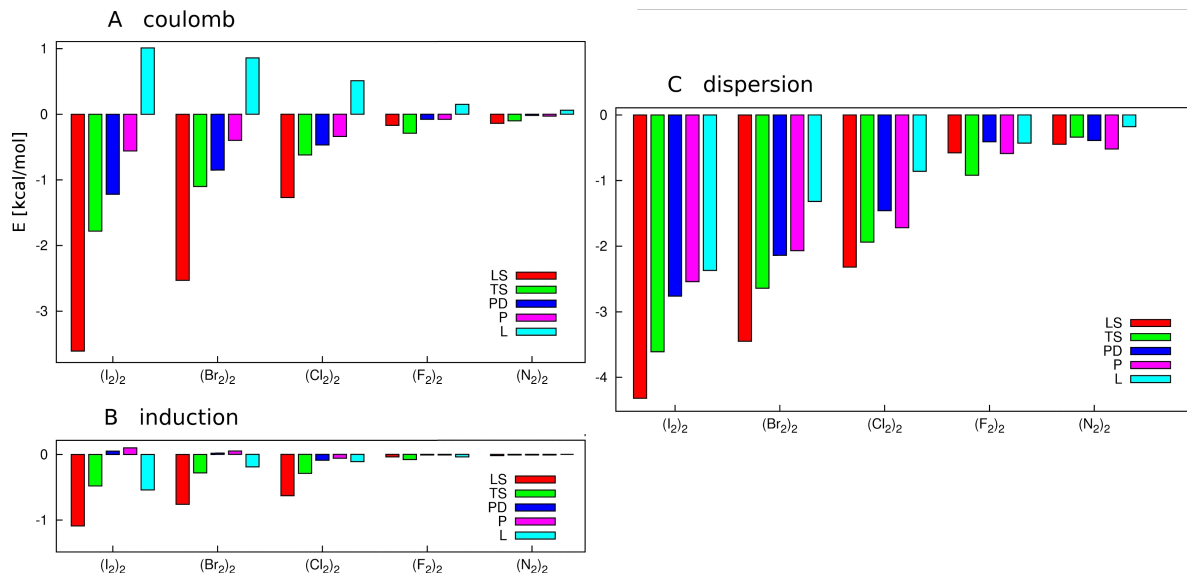 A coulomb
E [kcal/mol]
1
0
-1
-2
-3
LS
TS
PD
P
L
(I₂)₂ (Br₂)₂ (Cl₂)₂ (F₂)₂ (N₂)₂
B induction
0
-1
LS
TS
PD
P
L
(I₂)₂ (Br₂)₂ (Cl₂)₂ (F₂)₂ (N₂)₂
C dispersion
0
-1
-2
-3
-4
LS
TS
PD
P
L
(I₂)₂ (Br₂)₂ (Cl₂)₂ (F₂)₂ (N₂)₂